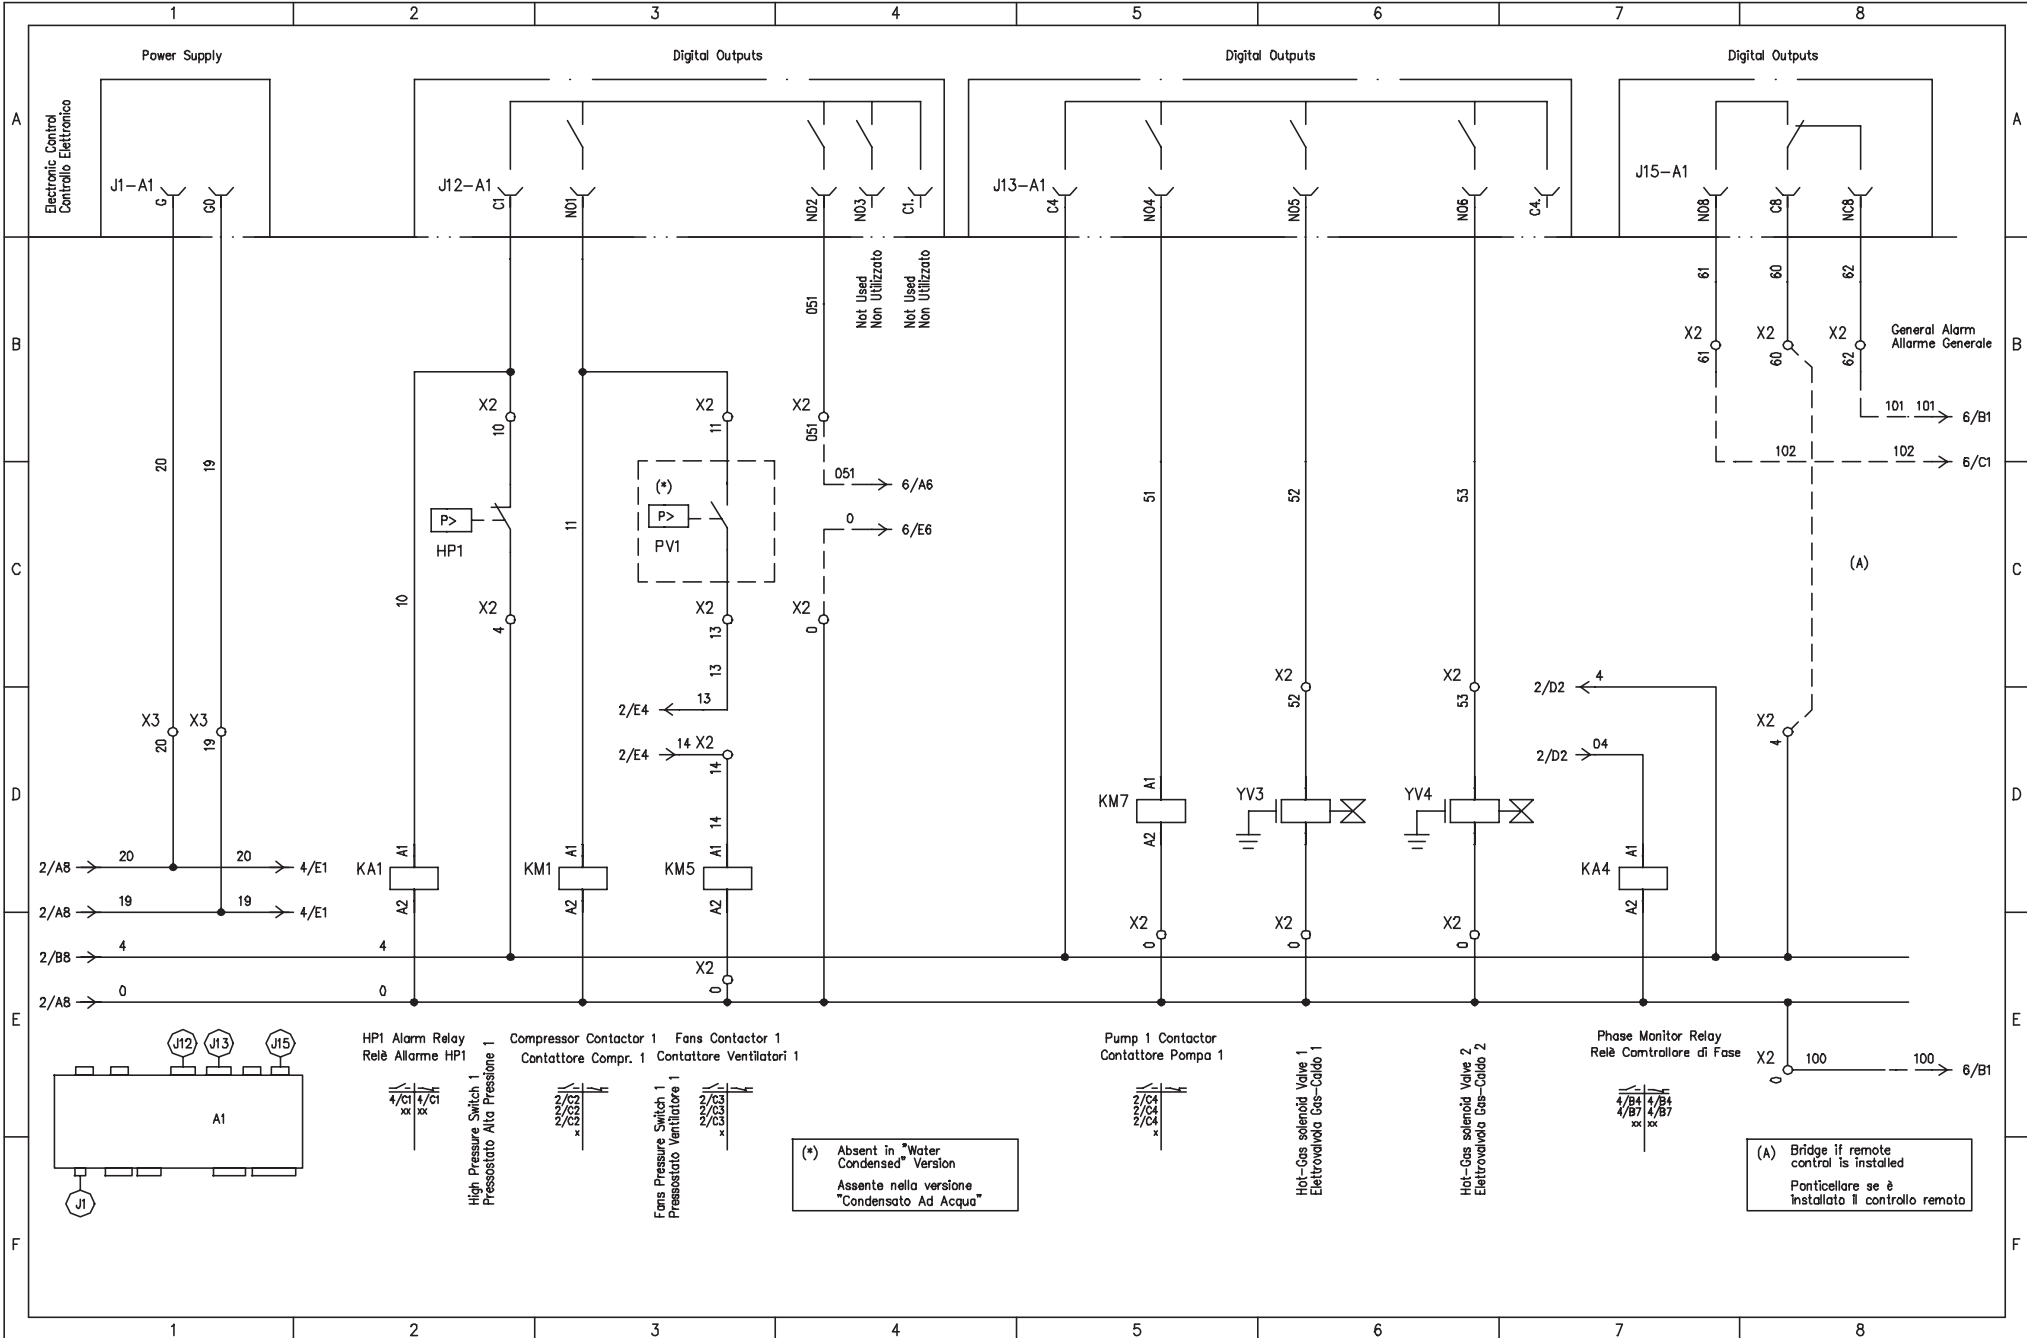 1 2 3 4 5 6 7 8
Power Supply
Digital Outputs
Digital Outputs
Digital Outputs
A
A
Electronic Control
Controllo Elettronico
J1-A1
G
G0
J12-A1
C1
NO1
NO2
NO3
C1.
J13-A1
C4
NO4
NO5
NO6
C4.
J15-A1
NO8
C8
NC8
B
B
051
Not Used
Non Utilizzato
Not Used
Non Utilizzato
61
60
62
X2
61
X2
60
X2
62
General Alarm
Allarme Generale
X2
10
X2
11
X2
051
101 101 6/B1
102 102 6/C1
20
19
051 6/A6
0 6/E6
51
52
53
(*)
P>
HP1
P>
PV1
11
10
C
C
(A)
X2
4
X2
13
X2
0
13
13
2/E4
2/E4
14 X2
14
14
X2
52
X2
53
2/D2 4
2/D2 04
X3
20
X3
19
X2
4
D
D
KM7
A1
A2
YV3
YV4
2/A8 20 20 4/E1
2/A8 19 19 4/E1
KA1
A1
A2
KM1
A1
A2
KM5
A1
A2
KA4
A1
A2
X2
0
X2
0
X2
0
2/B8 4 4
X2
0
2/A8 0 0
E
E
J12
J13
J15
A1
J1
HP1 Alarm Relay
Relè Allarme HP1
4/C1 4/C1
xx xx
High Pressure Switch 1
Pressostato Alta Pressione 1
Compressor Contactor 1
Contattore Compr. 1
2/C2
2/C2
2/C2
x
Fans Contactor 1
Contattore Ventilatori 1
Fans Pressure Switch 1
Pressostato Ventilatore 1
2/C3
2/C3
2/C3
x
Pump 1 Contactor
Contattore Pompa 1
2/C4
2/C4
2/C4
x
Hot-Gas solenoid Valve 1
Elettrovalvola Gas-Caldo 1
Hot-Gas solenoid Valve 2
Elettrovalvola Gas-Caldo 2
Phase Monitor Relay
Relè Comtrollore di Fase
4/B4 4/B4
4/B7 4/B7
xx xx
X2
0
100 100 6/B1
(*) Absent in "Water
Condensed" Version
Assente nella versione
"Condensato Ad Acqua"
(A) Bridge if remote
control is installed
Ponticellare se è
installato il controllo remoto
F
F
1 2 3 4 5 6 7 8